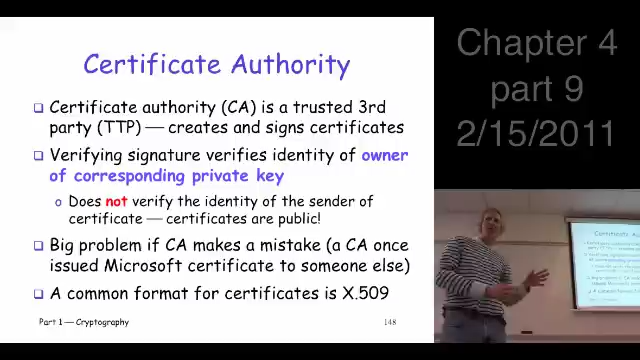 Certificate Authority
Certificate authority (CA) is a trusted 3rd
party (TTP) — creates and signs certificates
Verifying signature verifies identity of owner
of corresponding private key
Does not verify the identity of the sender of
certificate — certificates are public!
Big problem if CA makes a mistake (a CA once
issued Microsoft certificate to someone else)
A common format for certificates is X.509
Part 1 — Cryptography
148
Chapter 4
part 9
2/15/2011
Certificate Aut